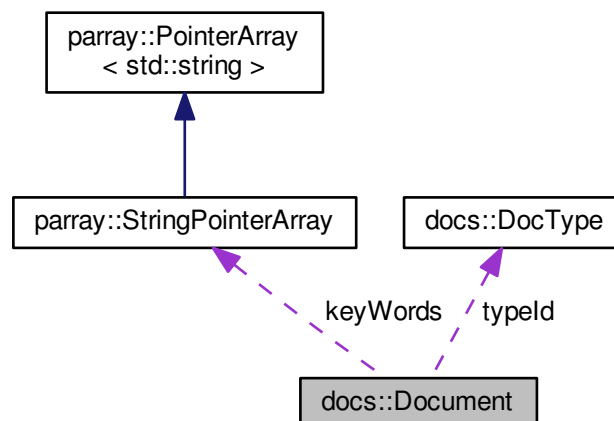 parray::PointerArray
< std::string >
parray::StringPointerArray
docs::DocType
keyWords
typeId
docs::Document